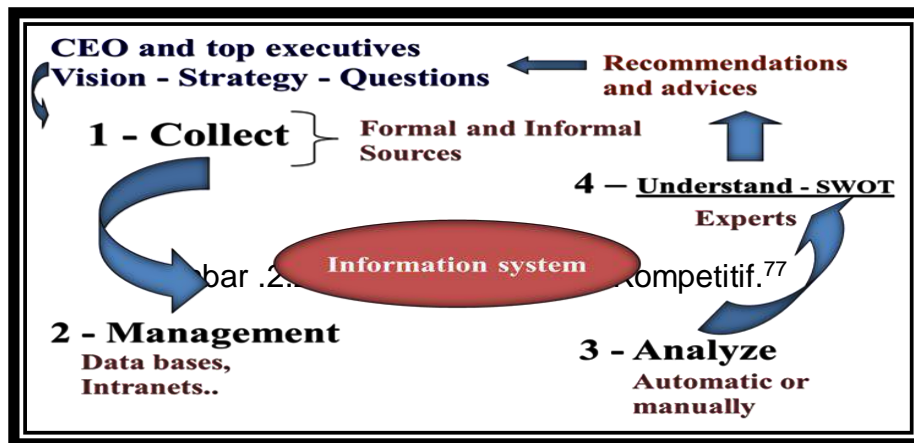 CEO and top executives
Vision - Strategy - Questions
Recommendations
and advices
1 - Collect
Formal and Informal
Sources
4 – Understand - SWOT
Experts
Information system
bar .2.
Kompetitif.77
2 - Management
Data bases,
Intranets..
3 - Analyze
Automatic or
manually